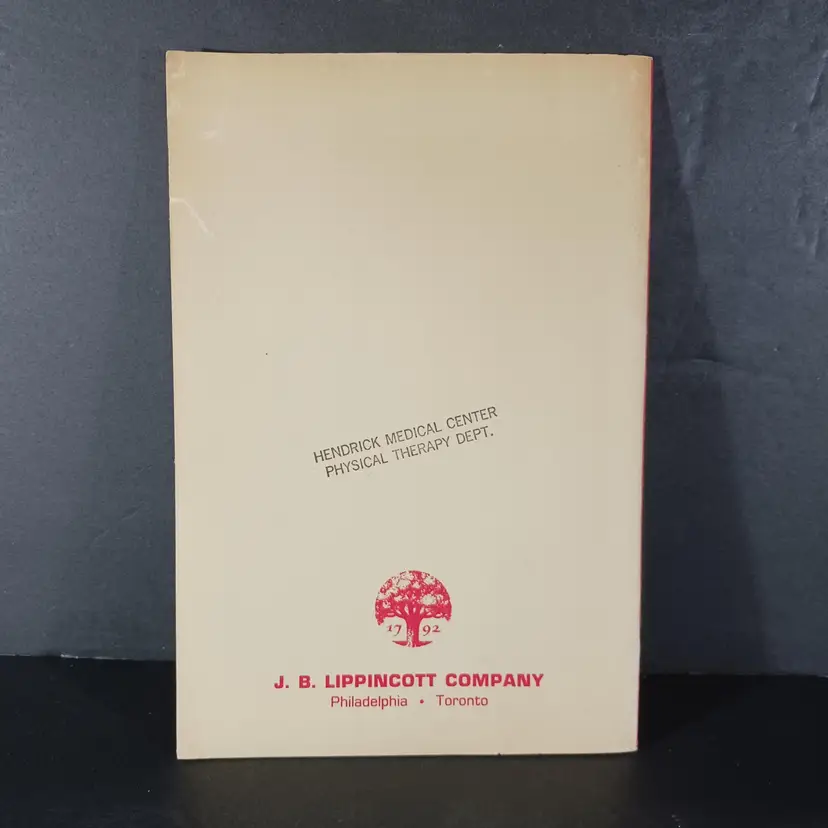 HENDRICK MEDICAL CENTER
PHYSICAL THERAPY DEPT.
17 92
J. B. LIPPINCOTT COMPANY
Philadelphia • Toronto